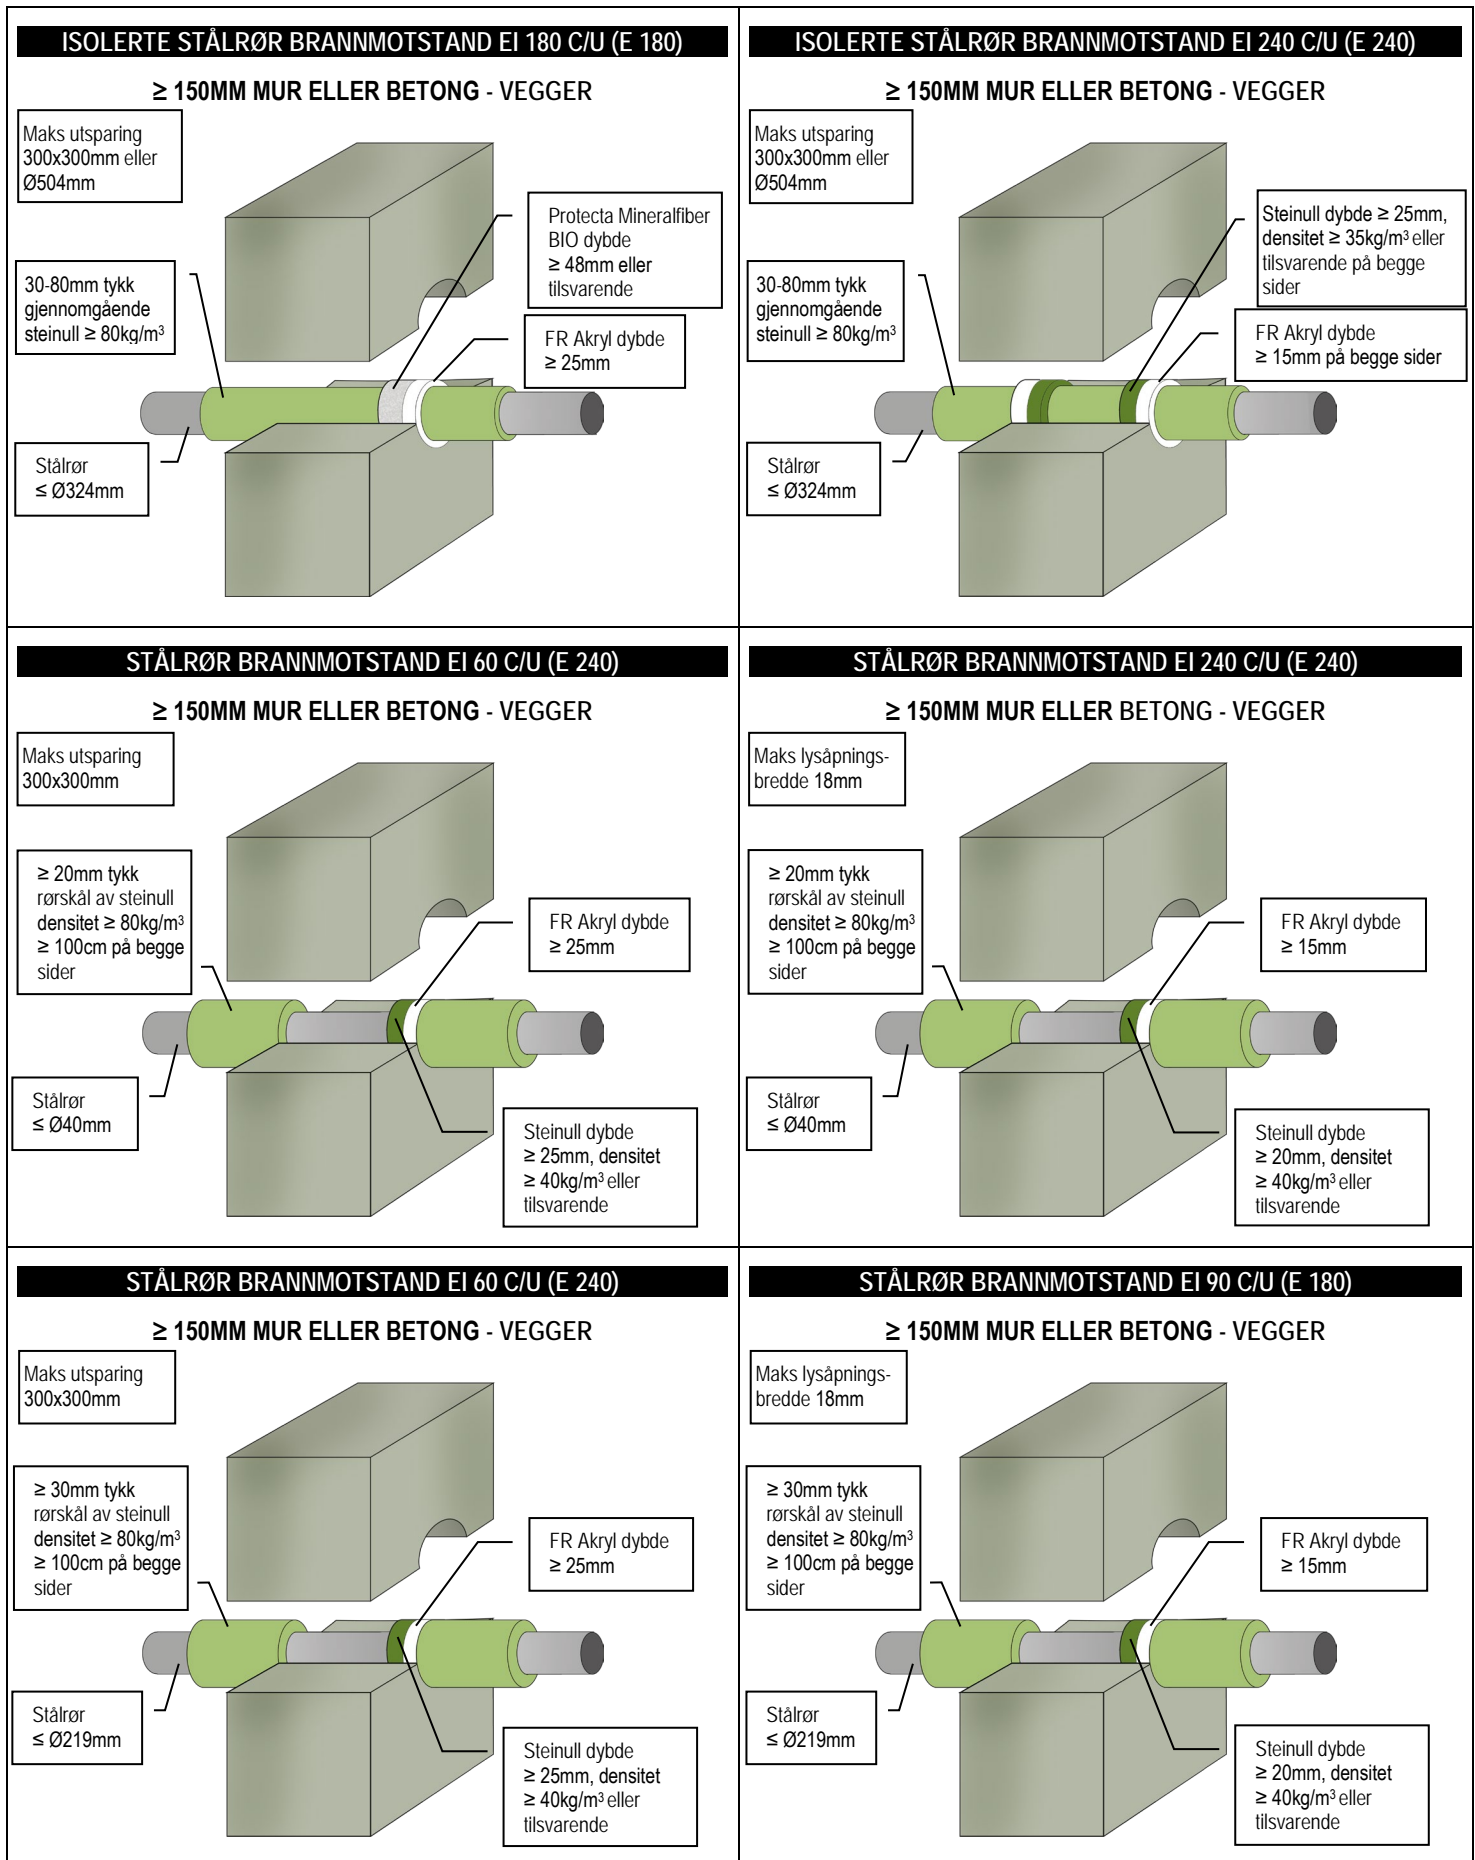 ISOLERTE STÅLRØR BRANNMOTSTAND EI 180 C/U (E 180)
≥ 150MM MUR ELLER BETONG - VEGGER
Maks utsparing
300x300mm eller
Ø504mm
Protecta Mineralfiber
BIO dybde
≥ 48mm eller
tilsvarende
30-80mm tykk
gjennomgående
steinull ≥ 80kg/m³
FR Akryl dybde
≥ 25mm
Stålrør
≤ Ø324mm
ISOLERTE STÅLRØR BRANNMOTSTAND EI 240 C/U (E 240)
≥ 150MM MUR ELLER BETONG - VEGGER
Maks utsparing
300x300mm eller
Ø504mm
Steinull dybde ≥ 25mm,
densitet ≥ 35kg/m³ eller
tilsvarende på begge
sider
30-80mm tykk
gjennomgående
steinull ≥ 80kg/m³
FR Akryl dybde
≥ 15mm på begge sider
Stålrør
≤ Ø324mm
STÅLRØR BRANNMOTSTAND EI 60 C/U (E 240)
≥ 150MM MUR ELLER BETONG - VEGGER
Maks utsparing
300x300mm
≥ 20mm tykk
rørskål av steinull
densitet ≥ 80kg/m³
≥ 100cm på begge
sider
FR Akryl dybde
≥ 25mm
Stålrør
≤ Ø40mm
Steinull dybde
≥ 25mm, densitet
≥ 40kg/m³ eller
tilsvarende
STÅLRØR BRANNMOTSTAND EI 240 C/U (E 240)
≥ 150MM MUR ELLER BETONG - VEGGER
Maks lysåpnings-
bredde 18mm
≥ 20mm tykk
rørskål av steinull
densitet ≥ 80kg/m³
≥ 100cm på begge
sider
FR Akryl dybde
≥ 15mm
Stålrør
≤ Ø40mm
Steinull dybde
≥ 20mm, densitet
≥ 40kg/m³ eller
tilsvarende
STÅLRØR BRANNMOTSTAND EI 60 C/U (E 240)
≥ 150MM MUR ELLER BETONG - VEGGER
Maks utsparing
300x300mm
≥ 30mm tykk
rørskål av steinull
densitet ≥ 80kg/m³
≥ 100cm på begge
sider
FR Akryl dybde
≥ 25mm
Stålrør
≤ Ø219mm
Steinull dybde
≥ 25mm, densitet
≥ 40kg/m³ eller
tilsvarende
STÅLRØR BRANNMOTSTAND EI 90 C/U (E 180)
≥ 150MM MUR ELLER BETONG - VEGGER
Maks lysåpnings-
bredde 18mm
≥ 30mm tykk
rørskål av steinull
densitet ≥ 80kg/m³
≥ 100cm på begge
sider
FR Akryl dybde
≥ 15mm
Stålrør
≤ Ø219mm
Steinull dybde
≥ 20mm, densitet
≥ 40kg/m³ eller
tilsvarende